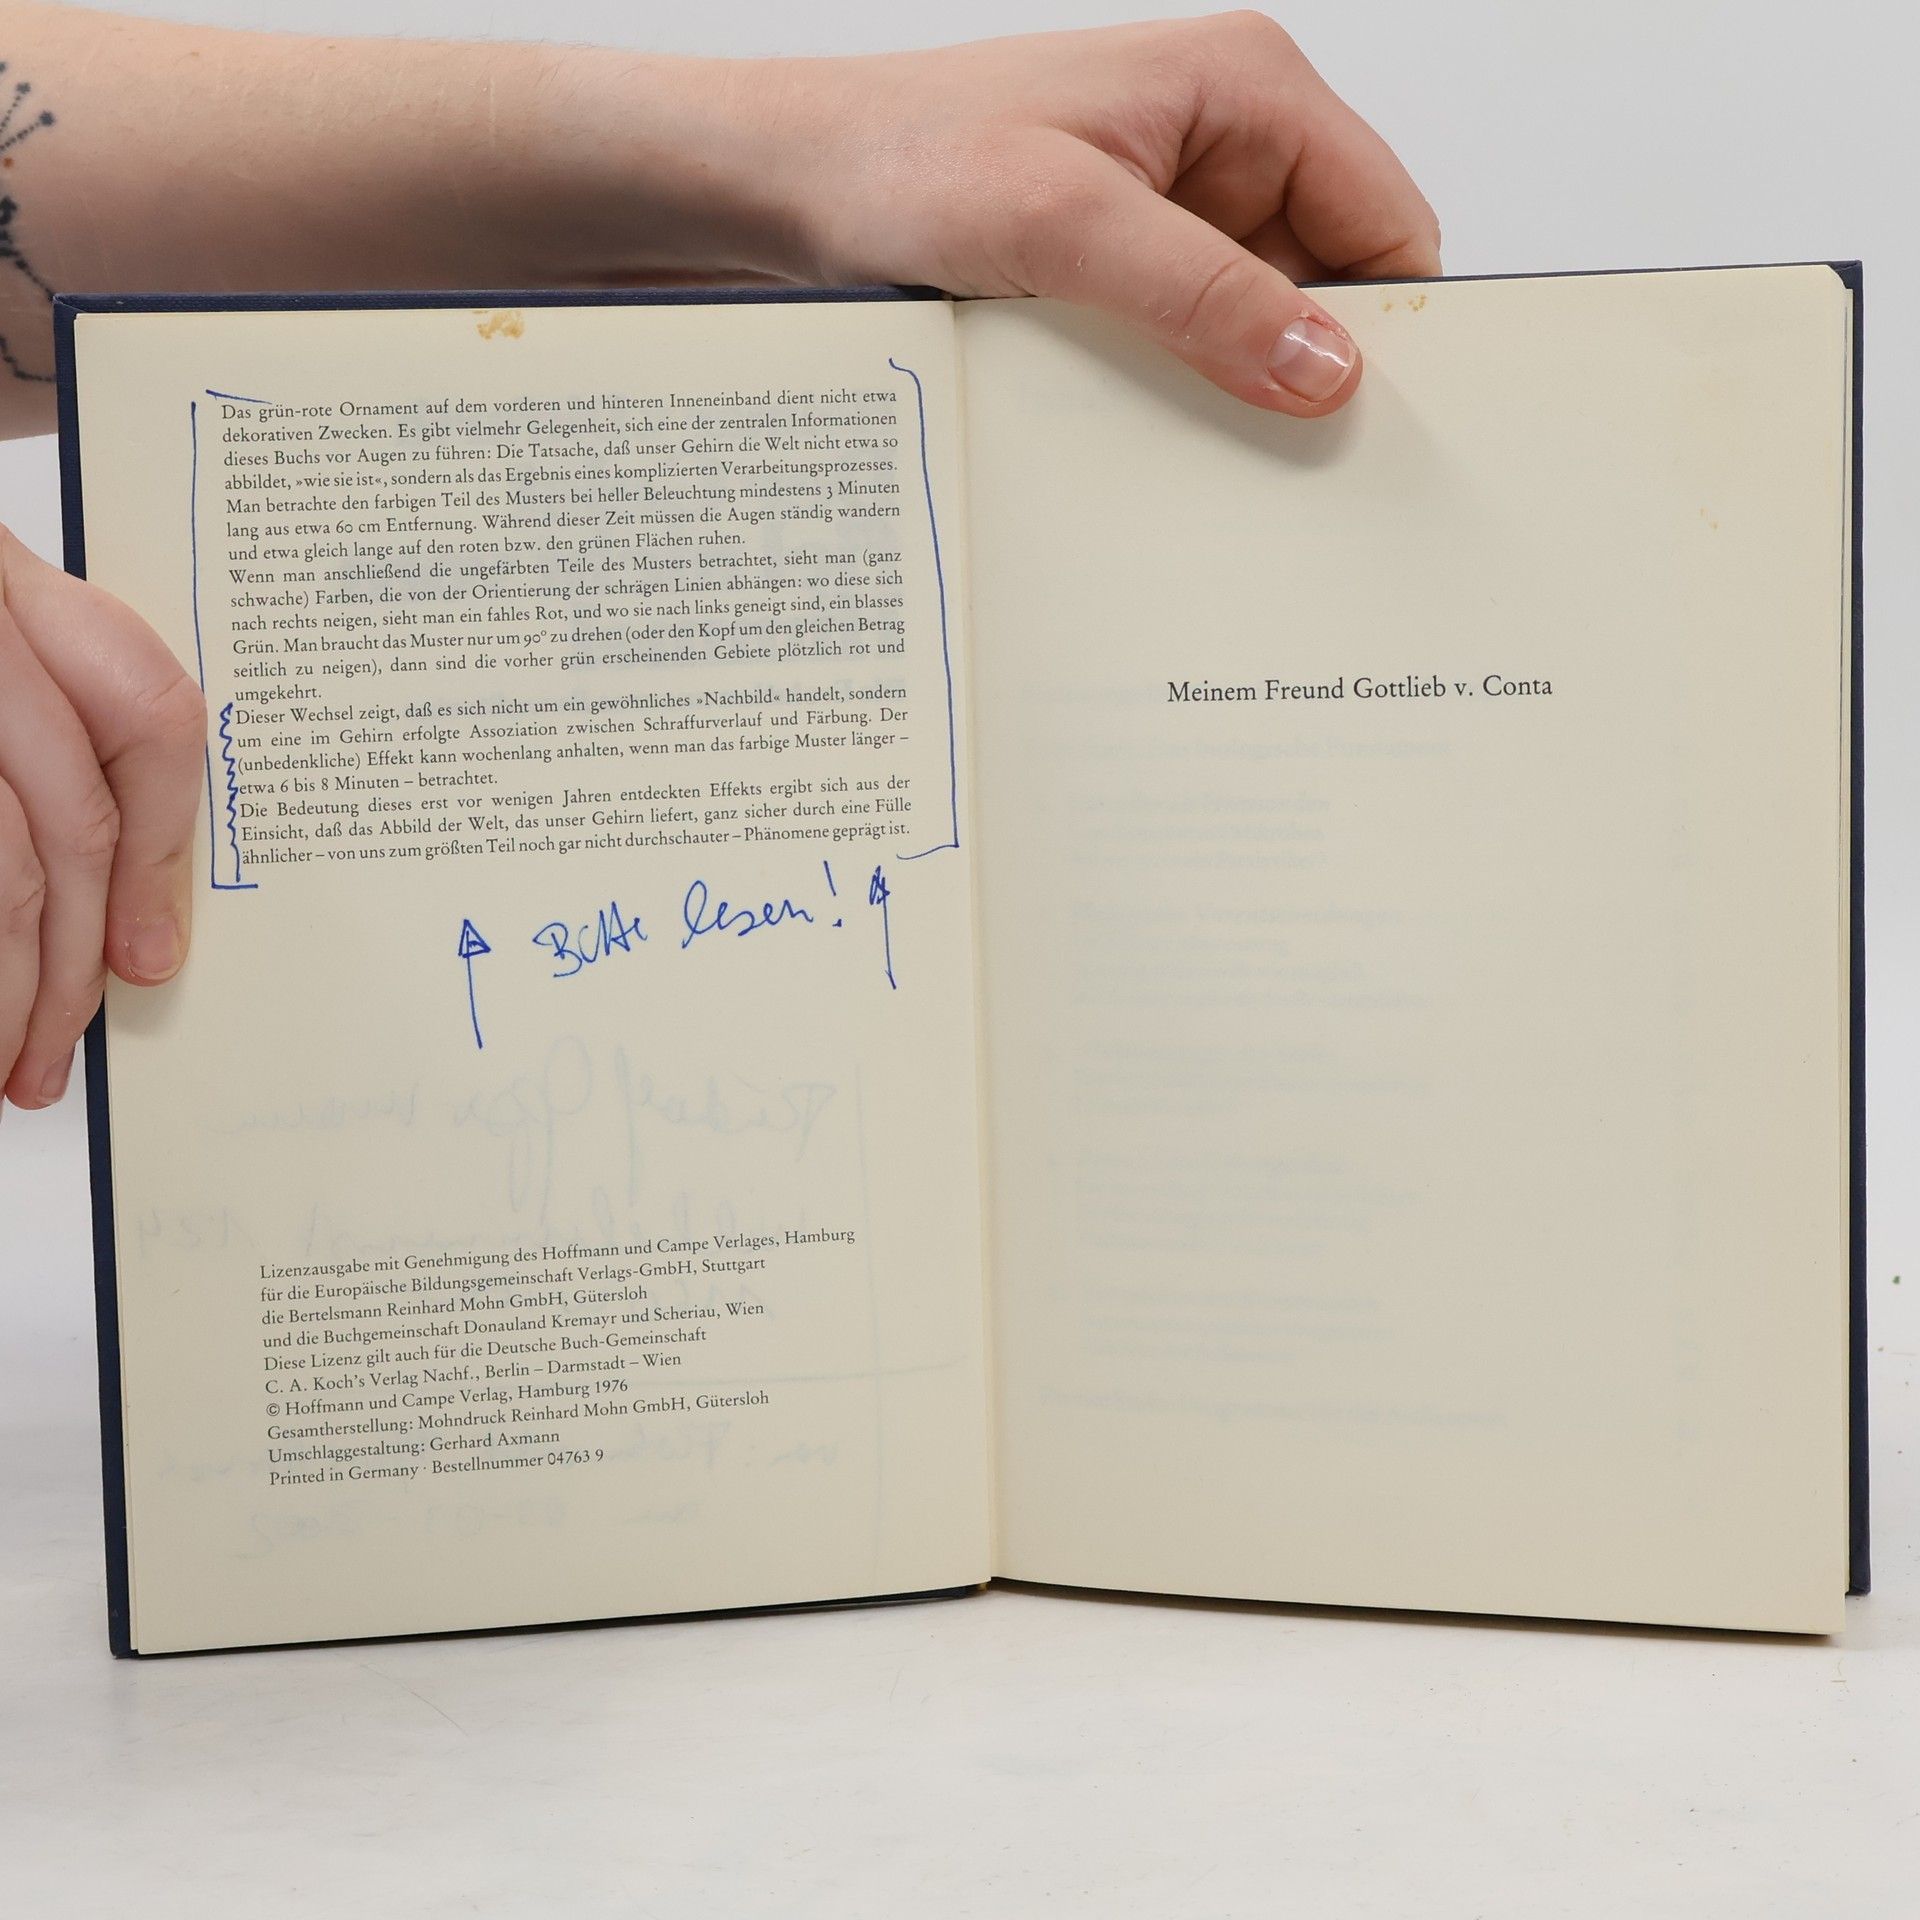 Das grün-rote Ornament auf dem vorderen und hinteren Inneneinband dient nicht etwa
dekorativen Zwecken. Es gibt vielmehr Gelegenheit, sich eine der zentralen Informationen
dieses Buchs vor Augen zu führen: Die Tatsache, daß unser Gehirn die Welt nicht etwa so
abbildet, »wie sie ist«, sondern als das Ergebnis eines komplizierten Verarbeitungsprozesses.
Man betrachte den farbigen Teil des Musters bei heller Beleuchtung mindestens 3 Minuten
lang aus etwa 60 cm Entfernung. Während dieser Zeit müssen die Augen ständig wandern
und etwa gleich lange auf den roten bzw. den grünen Flächen ruhen.
Wenn man anschließend die ungefärbten Teile des Musters betrachtet, sieht man (ganz
schwache) Farben, die von der Orientierung der schrägen Linien abhängen: wo diese sich
nach rechts neigen, sieht man ein fahles Rot, und wo sie nach links geneigt sind, ein blasses
Grün. Man braucht das Muster nur um 90° zu drehen (oder den Kopf um den gleichen Betrag
seitlich zu neigen), dann sind die vorher grün erscheinenden Gebiete plötzlich rot und
umgekehrt.
Dieser Wechsel zeigt, daß es sich nicht um ein gewöhnliches »Nachbild« handelt, sondern
um eine im Gehirn erfolgte Assoziation zwischen Schraffurverlauf und Färbung. Der
(unbedenkliche) Effekt kann wochenlang anhalten, wenn man das farbige Muster länger –
etwa 6 bis 8 Minuten – betrachtet.
Die Bedeutung dieses erst vor wenigen Jahren entdeckten Effekts ergibt sich aus der
Einsicht, daß das Abbild der Welt, das unser Gehirn liefert, ganz sicher durch eine Fülle
ähnlicher – von uns zum größten Teil noch gar nicht durchschauter – Phänomene geprägt ist.
Bitte lesen!
Lizenzausgabe mit Genehmigung des Hoffmann und Campe Verlages, Hamburg
für die Europäische Bildungsgemeinschaft Verlags-GmbH, Stuttgart
die Bertelsmann Reinhard Mohn GmbH, Gütersloh
und die Buchgemeinschaft Donauland Kremayr und Scheriau, Wien
Diese Lizenz gilt auch für die Deutsche Buch-Gemeinschaft
C. A. Koch's Verlag Nachf., Berlin – Darmstadt – Wien
© Hoffmann und Campe Verlag, Hamburg 1976
Gesamtherstellung: Mohndruck Reinhard Mohn GmbH, Gütersloh
Umschlaggestaltung: Gerhard Axmann
Printed in Germany · Bestellnummer 04763 9
Meinem Freund Gottlieb v. Conta